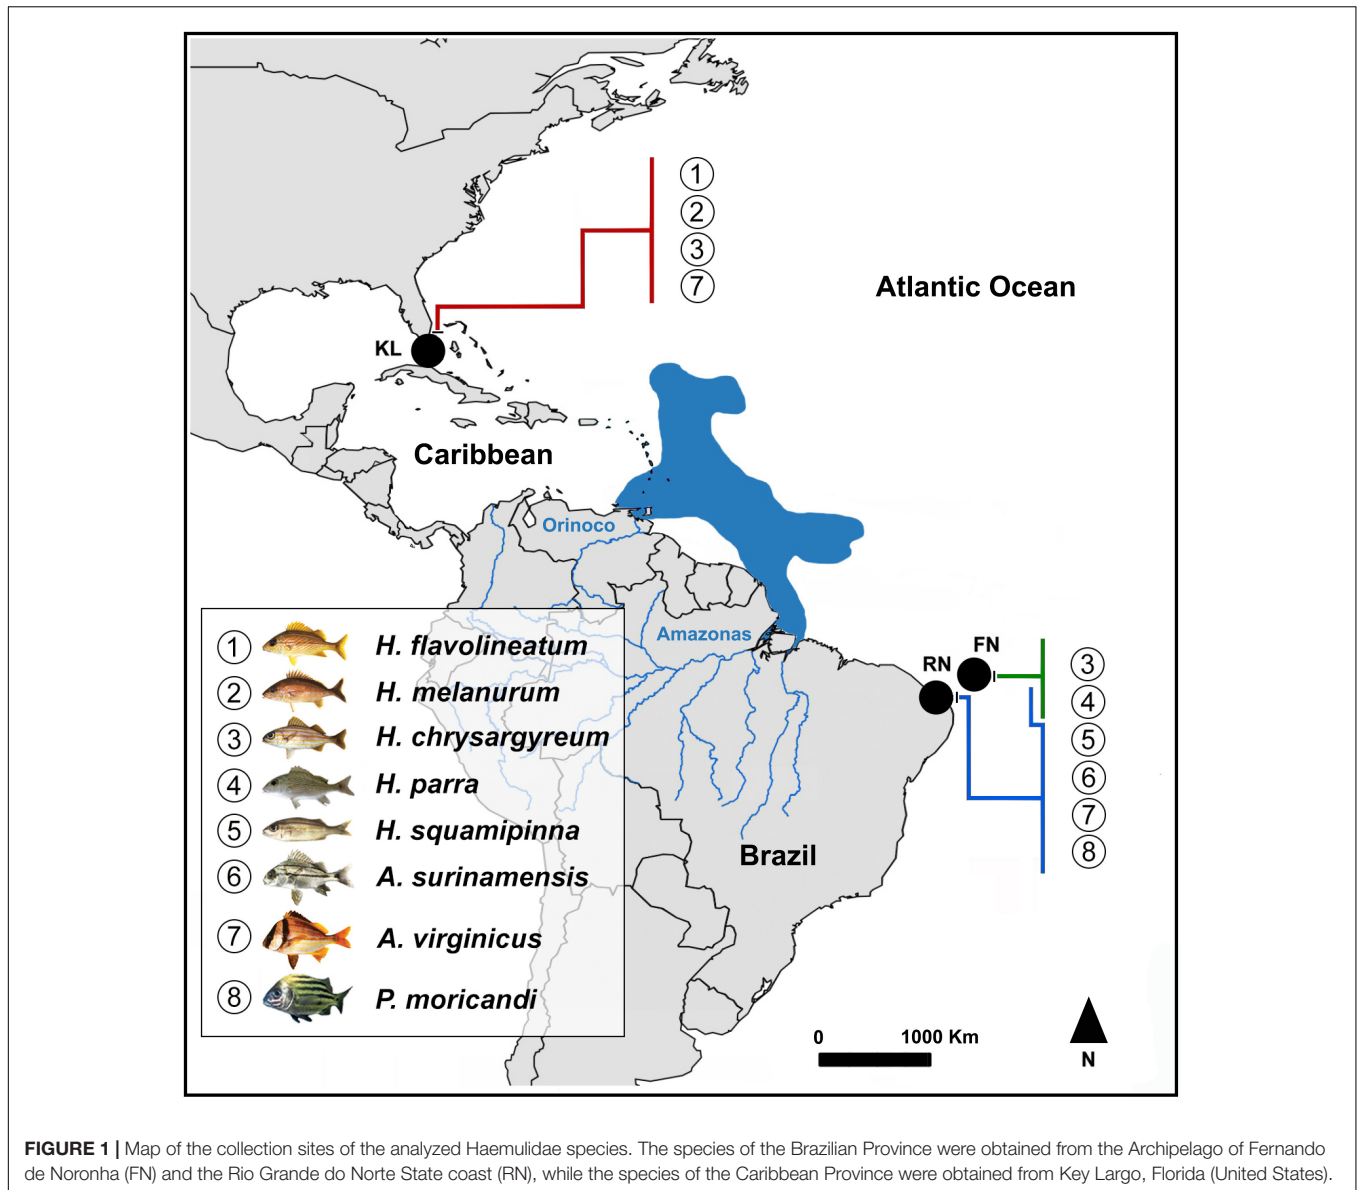 1
2
3
7
Atlantic Ocean
KL
Caribbean
Orinoco
Amazonas
FN
RN
3
4
5
6
7
8
1 H. flavolineatum
2 H. melanurum
3 H. chrysargyreum
4 H. parra
5 H. squamipinna
6 A. surinamensis
7 A. virginicus
8 P. moricandi
Brazil
0 1000 Km
N
FIGURE 1 | Map of the collection sites of the analyzed Haemulidae species. The species of the Brazilian Province were obtained from the Archipelago of Fernando
de Noronha (FN) and the Rio Grande do Norte State coast (RN), while the species of the Caribbean Province were obtained from Key Largo, Florida (United States).